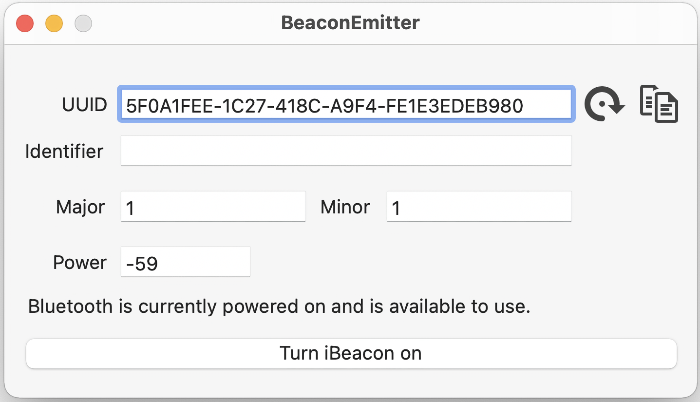 BeaconEmitter
UUID 5F0A1FEE-1C27-418C-A9F4-FE1E3EDEB980
Identifier
Major 1 Minor 1
Power -59
Bluetooth is currently powered on and is available to use.
Turn iBeacon on